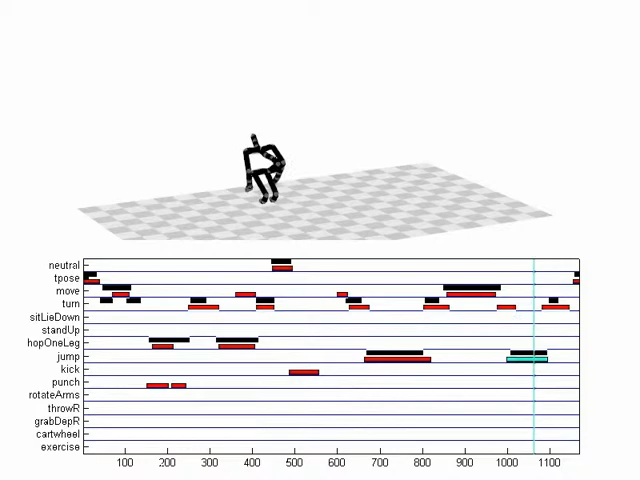 neutral
tpose
move
turn
sitLieDown
standUp
hopOneLeg
jump
kick
punch
rotateArms
throwR
grabDepR
cartwheel
exercise
100 200 300 400 500 600 700 800 900 1000 1100